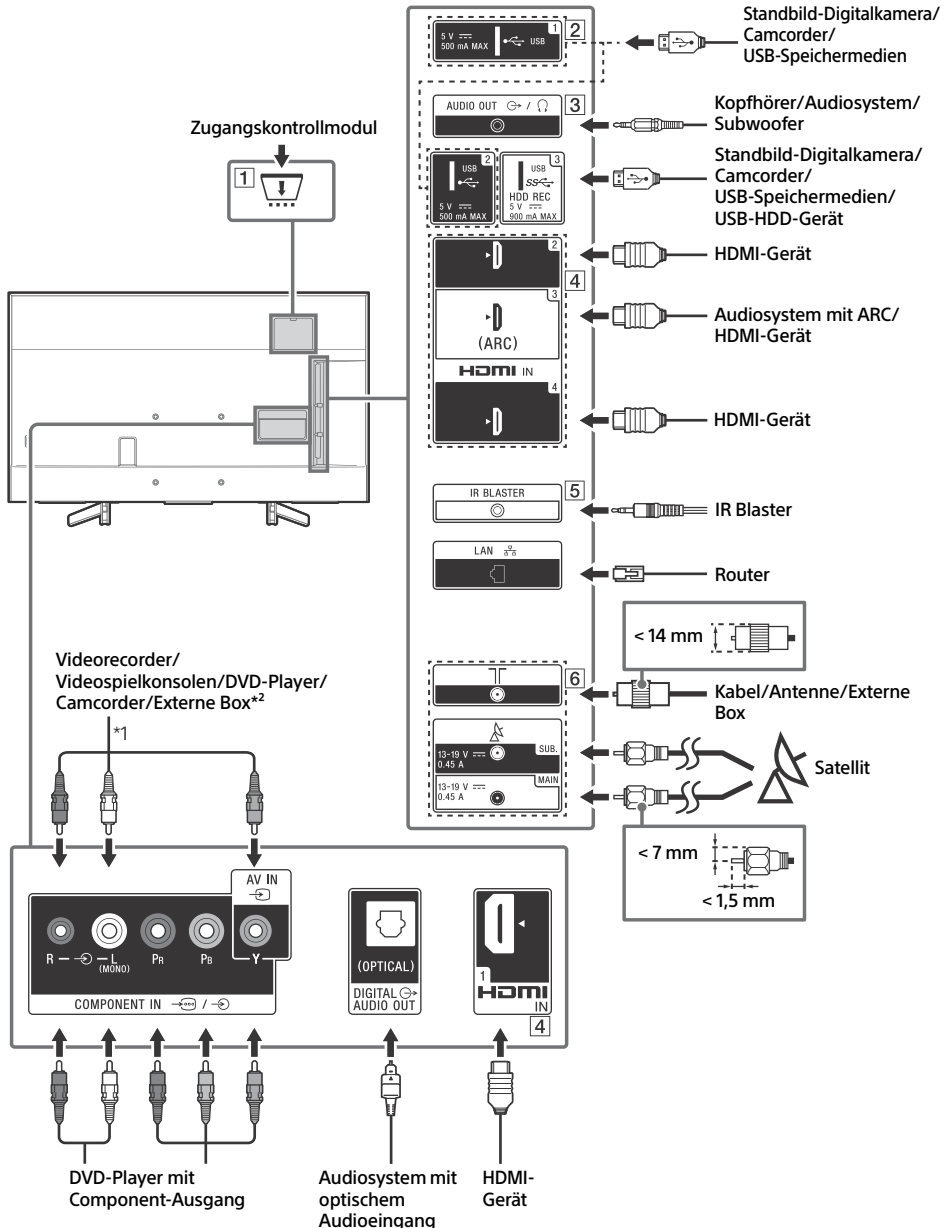 Zugangskontrollmodul
1
5 V
500 mA MAX
USB
1
2
Standbild-Digitalkamera/
Camcorder/
USB-Speichermedien
AUDIO OUT /
3
Kopfhörer/Audiosystem/
Subwoofer
2
USB
5 V
500 mA MAX
3
USB
SS
HDD REC
5 V
900 mA MAX
Standbild-Digitalkamera/
Camcorder/
USB-Speichermedien/
USB-HDD-Gerät
2
4
HDMI-Gerät
3
(ARC)
HDMI IN
Audiosystem mit ARC/
HDMI-Gerät
4
HDMI-Gerät
IR BLASTER
5
IR Blaster
LAN
Router
< 14 mm
6
Kabel/Antenne/Externe
Box
13-19 V
0.45 A
SUB.
13-19 V
0.45 A
MAIN
Satellit
< 7 mm
< 1,5 mm
Videorecorder/
Videospielkonsolen/DVD-Player/
Camcorder/Externe Box*2
*1
AV IN
R — — L
(MONO)
PR
PB
Y
COMPONENT IN /
(OPTICAL)
DIGITAL
AUDIO OUT
1
HDMI
IN
4
DVD-Player mit
Component-Ausgang
Audiosystem mit
optischem
Audioeingang
HDMI-
Gerät